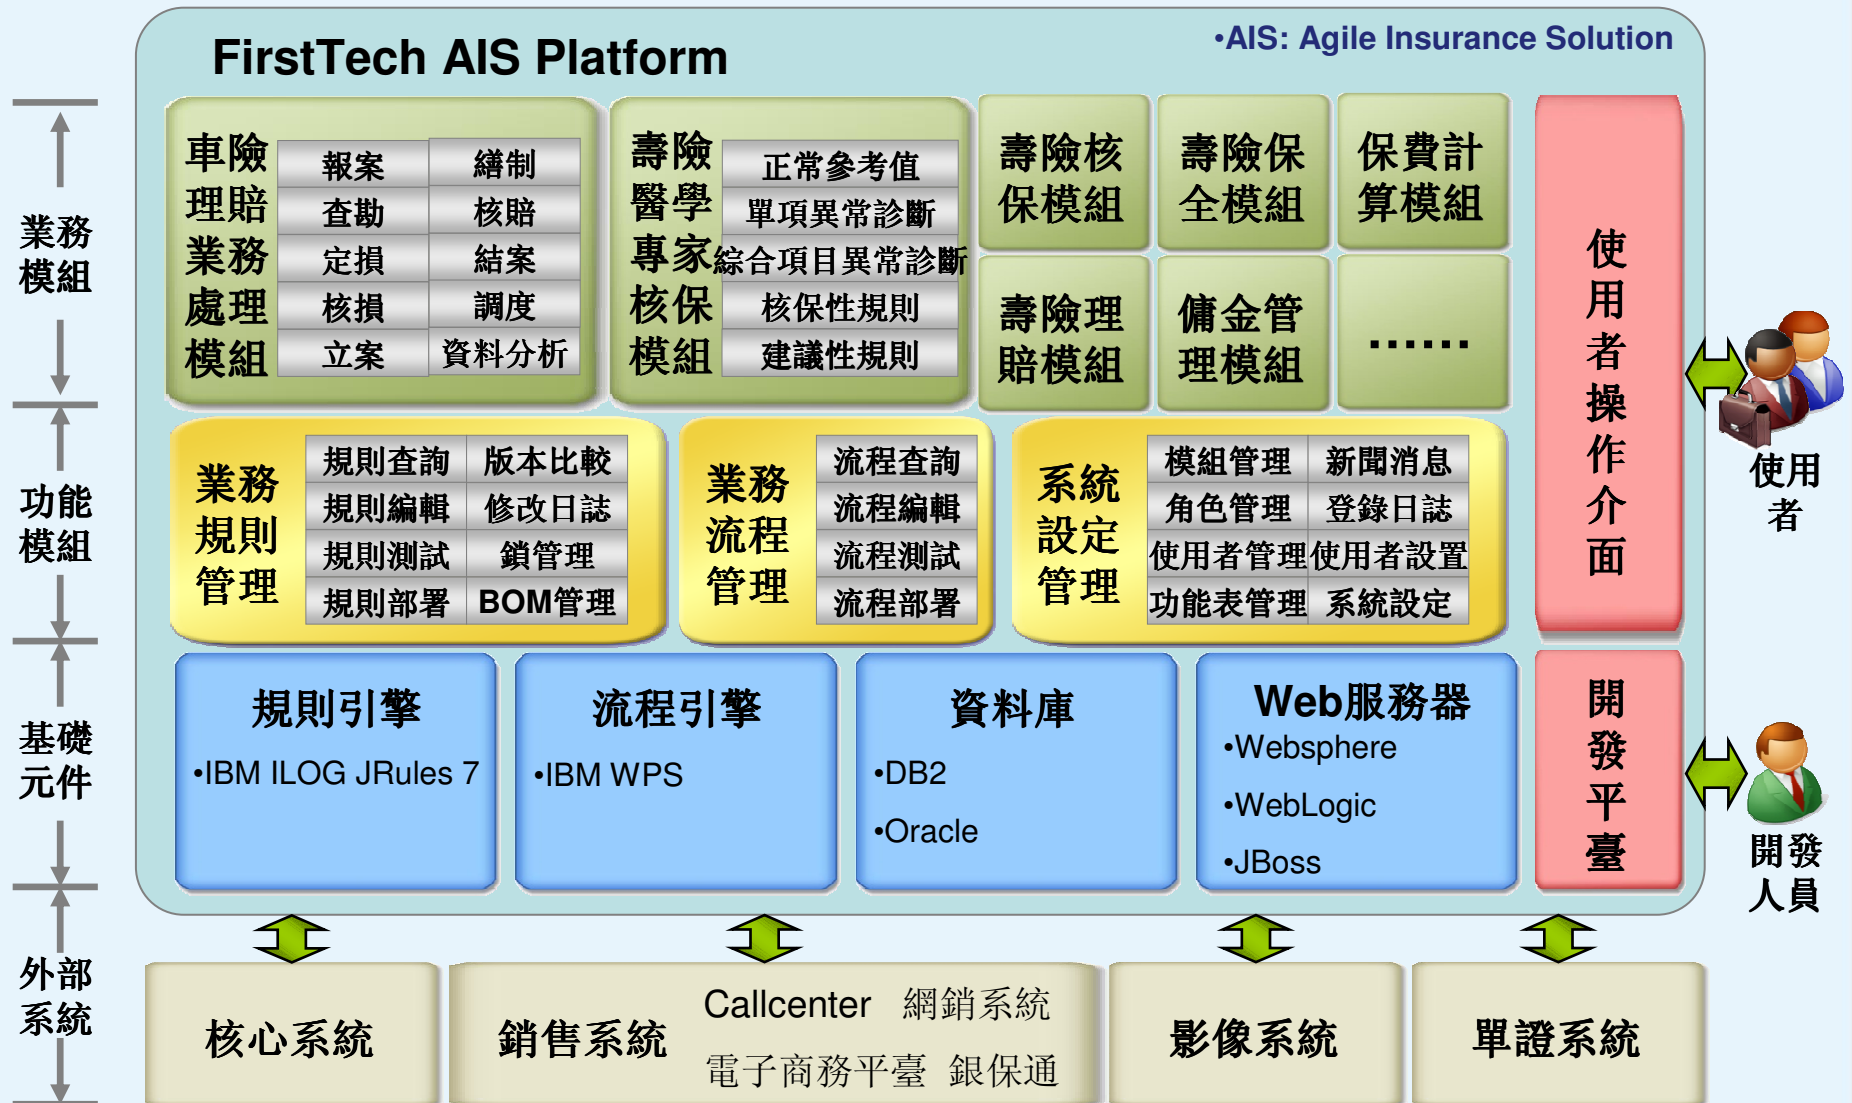 FirstTech AIS Platform
•AIS: Agile Insurance Solution
業務
模組
車險
理賠
業務
處理
模組
報案
繕制
查勘
核賠
定損
結案
核損
調度
立案
資料分析
壽險
醫學
專家
核保
模組
正常參考值
單項異常診斷
綜合項目異常診斷
核保性規則
建議性規則
壽險核
保模組
壽險保
全模組
保費計
算模組
壽險理
賠模組
傭金管
理模組
......
使
用
者
操
作
介
面
使用
者
功能
模組
業務
規則
管理
規則查詢
版本比較
規則編輯
修改日誌
規則測試
鎖管理
規則部署
BOM管理
業務
流程
管理
流程查詢
流程編輯
流程測試
流程部署
系統
設定
管理
模組管理
新聞消息
角色管理
登錄日誌
使用者管理
使用者設置
功能表管理
系統設定
基礎
元件
規則引擎
•IBM ILOG JRules 7
流程引擎
•IBM WPS
資料庫
•DB2
•Oracle
Web服務器
•Websphere
•WebLogic
•JBoss
開
發
平
臺
開發
人員
外部
系統
核心系統
銷售系統
Callcenter 網銷系統
電子商務平臺 銀保通
影像系統
單證系統